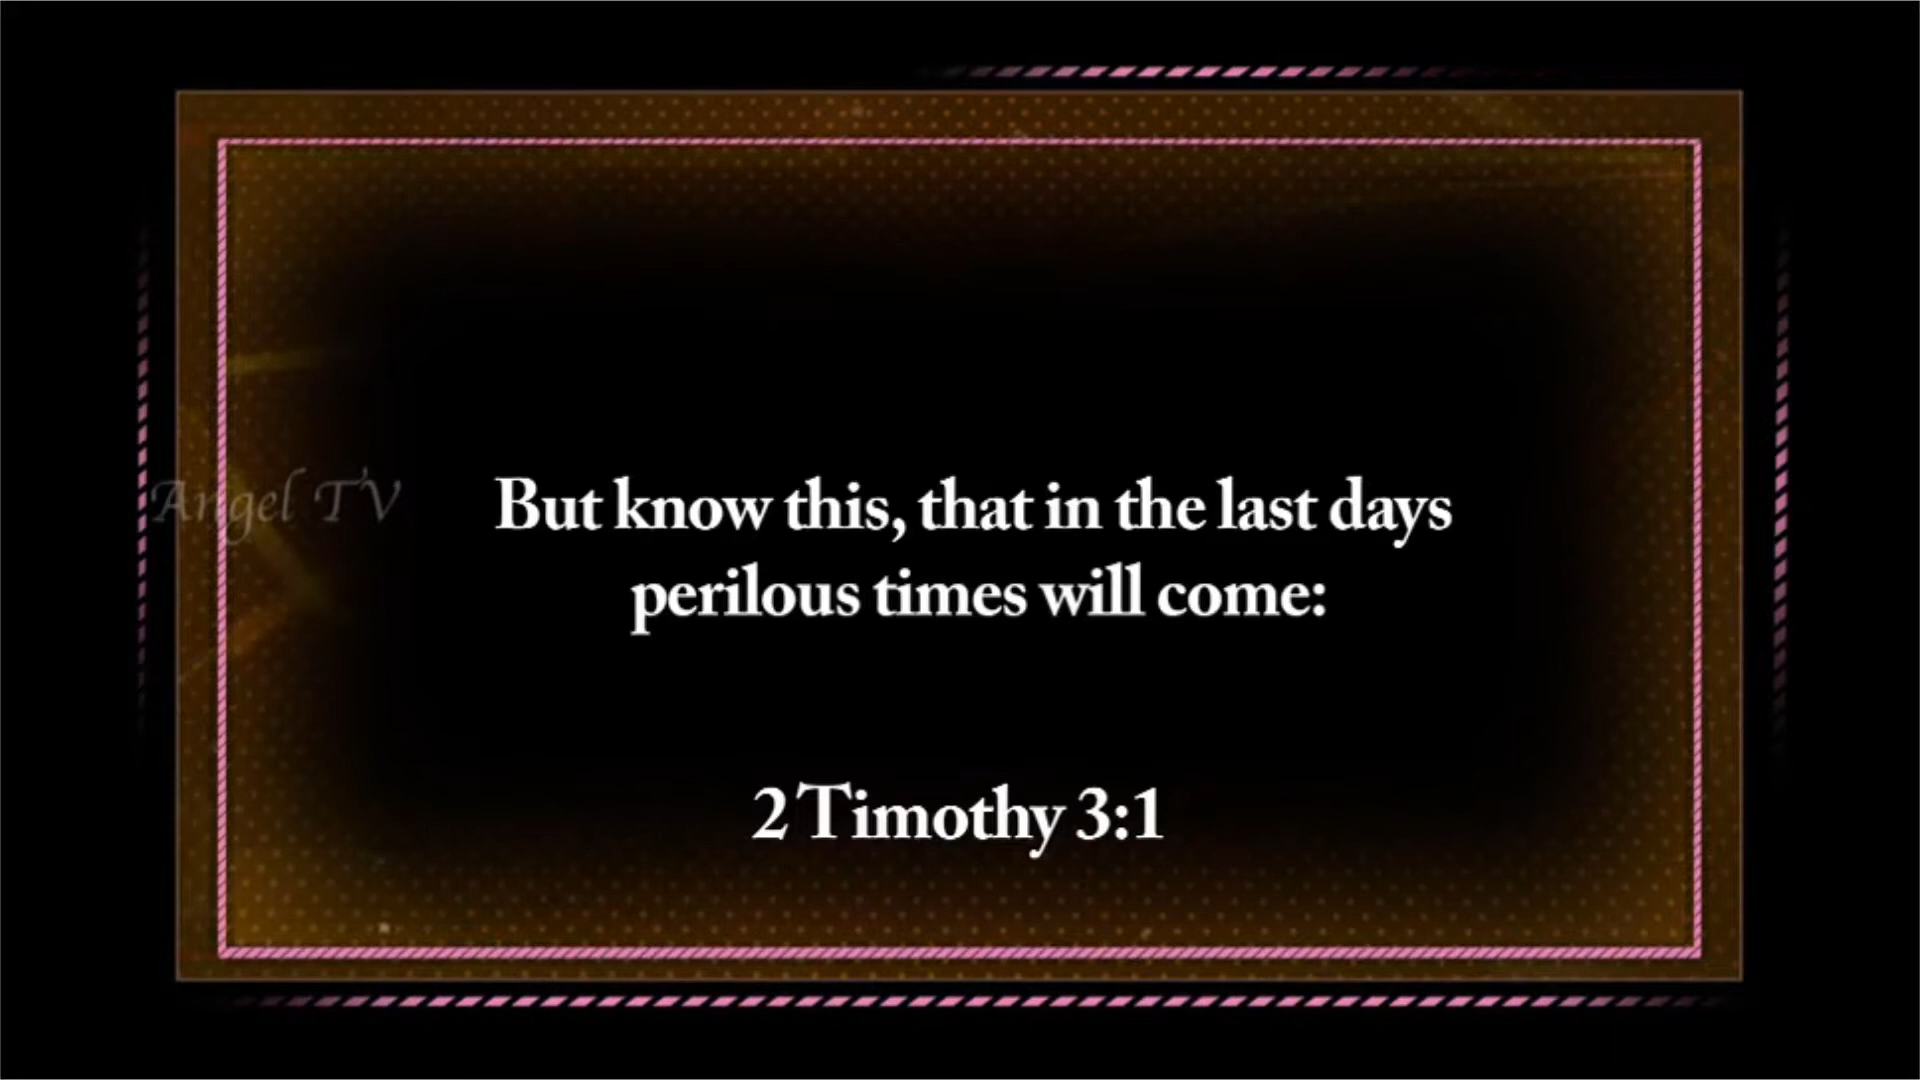 Angel TV
But know this, that in the last days
perilous times will come:
2 Timothy 3:1